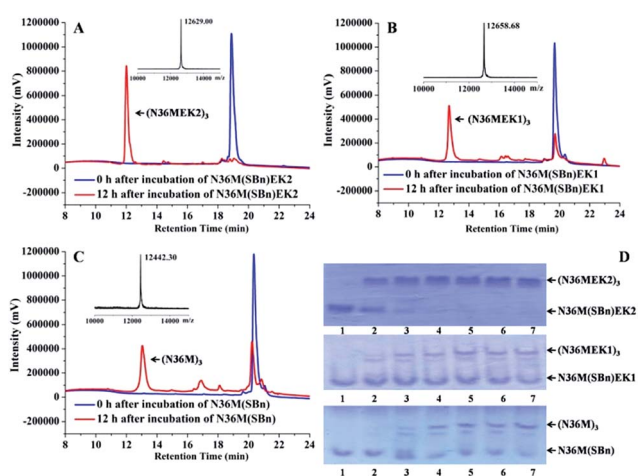 A
1200000
1000000
800000
600000
400000
200000
0
-200000
Intensity (mV)
12629.00
10000 12000 14000 m/z
(N36MEK2)3
0 h after incubation of N36M(SBn)EK2
12 h after incubation of N36M(SBn)EK2
8 10 12 14 16 18 20 22 24
Retention Time (min)
B
1200000
1000000
800000
600000
400000
200000
0
-200000
Intensity (mV)
12658.68
10000 12000 14000 m/z
(N36MEK1)3
0 h after incubation of N36M(SBn)EK1
12 h after incubation of N36M(SBn)EK1
8 10 12 14 16 18 20 22 24
Retention Time (min)
C
1200000
1000000
800000
600000
400000
200000
0
-200000
Intensity (mV)
12442.30
10000 12000 14000 m/z
(N36M)3
0 h after incubation of N36M(SBn)
12 h after incubation of N36M(SBn)
8 10 12 14 16 18 20 22 24
Retention Time (min)
D
(N36MEK2)3
N36M(SBn)EK2
1 2 3 4 5 6 7
(N36MEK1)3
N36M(SBn)EK1
1 2 3 4 5 6 7
(N36M)3
N36M(SBn)
1 2 3 4 5 6 7